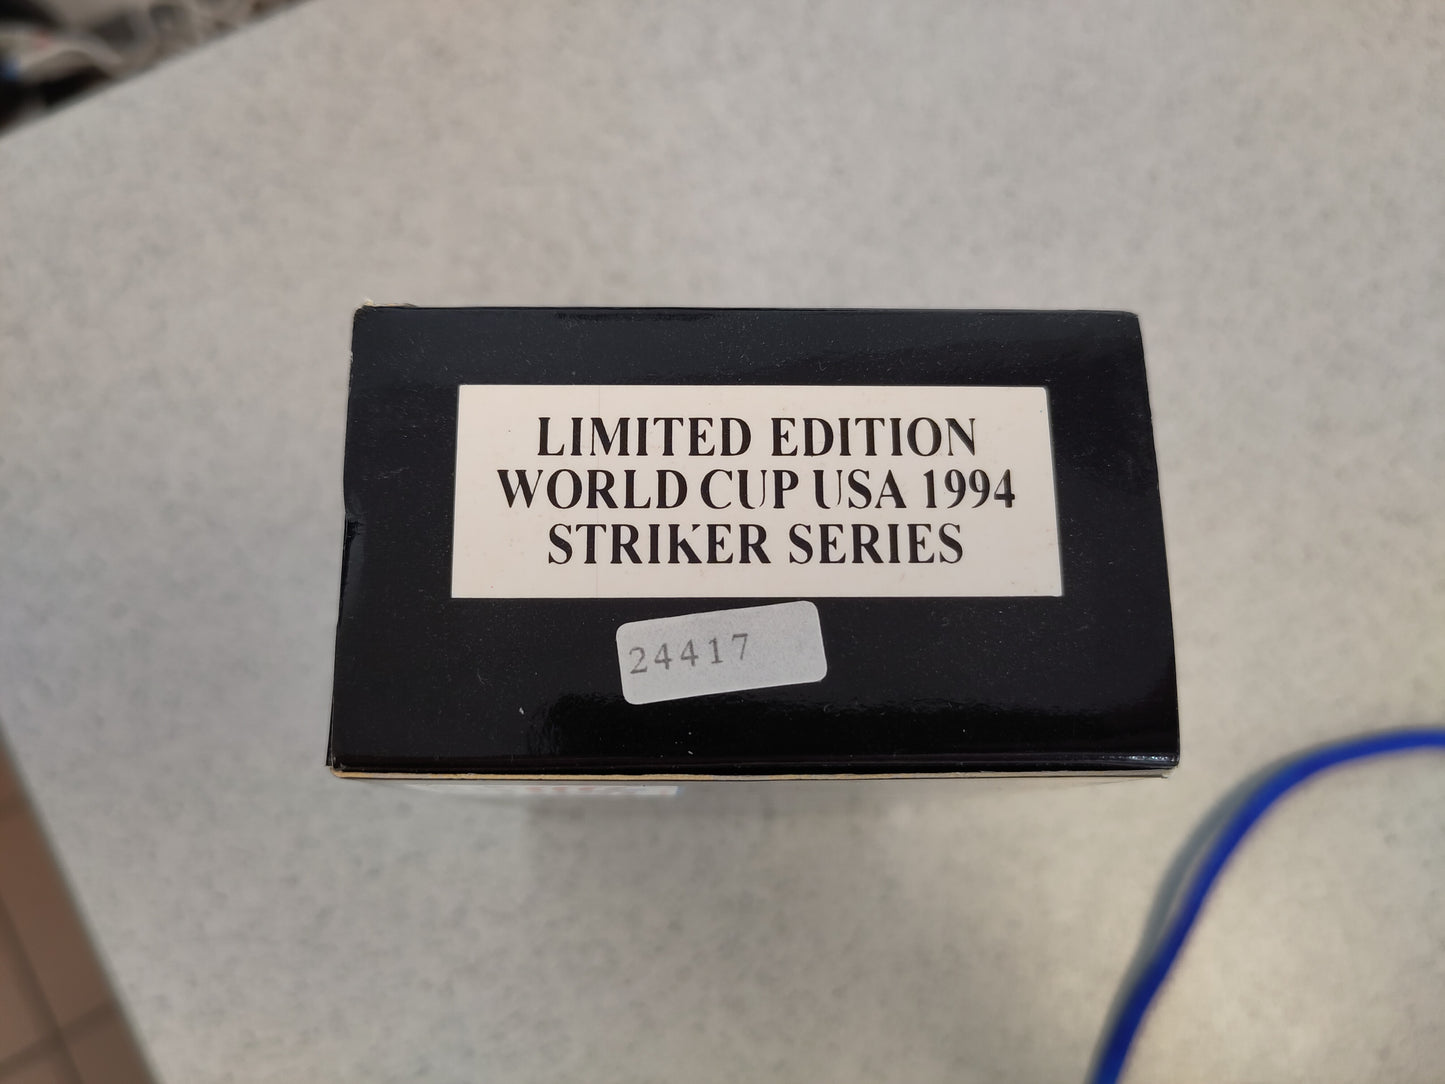 LIMITED EDITION
WORLD CUP USA 1994
STRIKER SERIES
24417